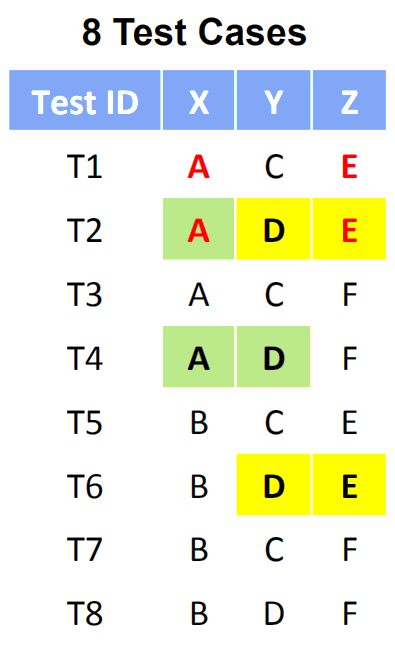 8 Test Cases
Test ID X Y Z
T1 A C E
T2 A D E
T3 A C F
T4 A D F
T5 B C E
T6 B D E
T7 B C F
T8 B D F